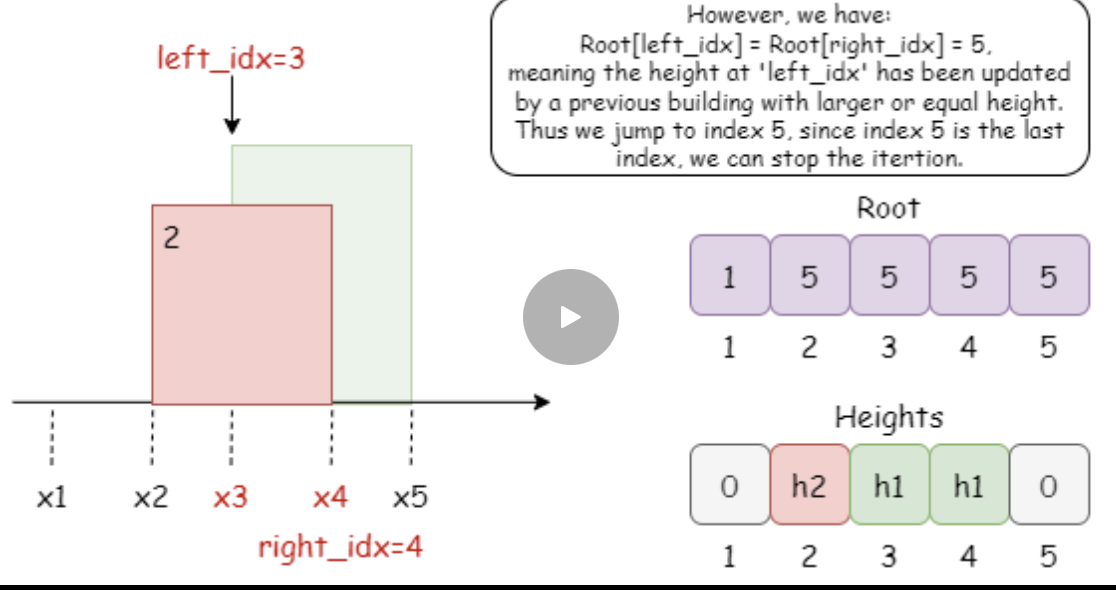 However, we have:
Root[left_idx] = Root[right_idx] = 5,
meaning the height at 'left_idx' has been updated
by a previous building with larger or equal height.
Thus we jump to index 5, since index 5 is the last
index, we can stop the itertion.
left_idx=3
2
x1 x2 x3 x4 x5
right_idx=4
Root
1 5 5 5 5
1 2 3 4 5
Heights
0 h2 h1 h1 0
1 2 3 4 5